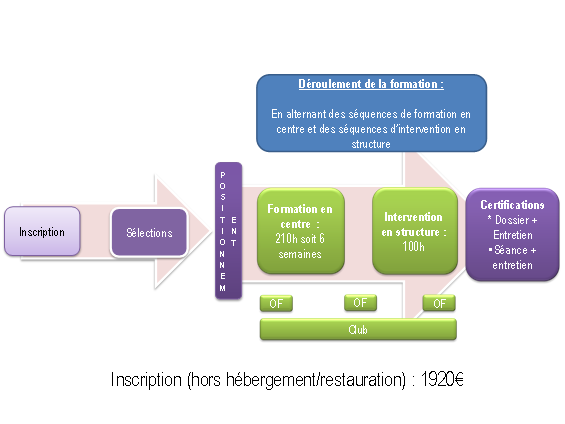 Déroulement de la formation :
En alternant des séquences de formation en
centre et des séquences d'intervention en
structure
Inscription
Sélections
POSITIONNEM
ENT
Formation en
centre :
210h soit 6
semaines
Intervention
en structure :
100h
Certifications
* Dossier +
Entretien
•Séance +
entretien
OF
OF
OF
Club
Inscription (hors hébergement/restauration) : 1920€